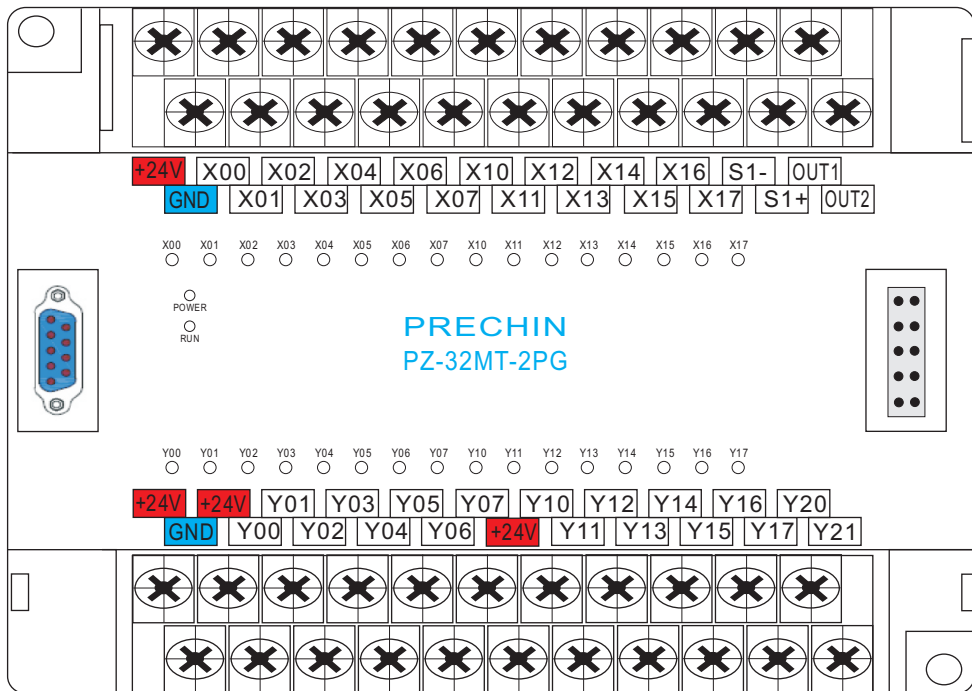 +24V X00 X02 X04 X06 X10 X12 X14 X16 S1- OUT1
GND X01 X03 X05 X07 X11 X13 X15 X17 S1+ OUT2
X00 X01 X02 X03 X04 X05 X06 X07 X10 X11 X12 X13 X14 X15 X16 X17
POWER
RUN
PRECHIN
PZ-32MT-2PG
Y00 Y01 Y02 Y03 Y04 Y05 Y06 Y07 Y10 Y11 Y12 Y13 Y14 Y15 Y16 Y17
+24V +24V Y01 Y03 Y05 Y07 Y10 Y12 Y14 Y16 Y20
GND Y00 Y02 Y04 Y06 +24V Y11 Y13 Y15 Y17 Y21